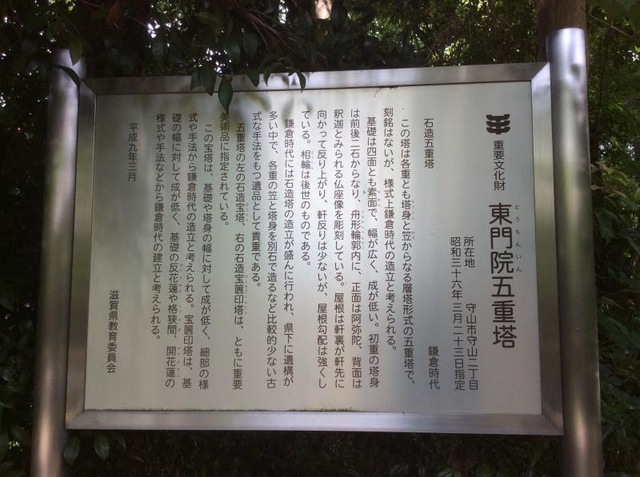 重要文化財
東門院五重塔
とうもんいん
所在地 守山市守山二丁目
昭和三十六年三月二十三日指定
石造五重塔 鎌倉時代
この塔は各重とも塔身と笠からなる層塔形式の五重塔で、
刻銘はないが、様式上鎌倉時代の造立と考えられる。
基礎は四面とも素面で、幅が広く、成が低い。初重の塔身
は前後二石からなり、舟形輪郭内に、正面は阿弥陀、背面は
釈迦とみられる仏座像を彫刻している。屋根は軒裏が軒先に
向かって反り上がり、軒反りは少ないが、屋根勾配は強くし
ている。相輪は後世のものである。
鎌倉時代には石造塔の造立が盛んに行われ、県下に遺構が
多い中で、各重の笠と塔身を別石で造るなど比較的少ない古
式な手法をもつ遺品として貴重である。
五重塔の左の石造宝塔、右の石造宝篋印塔は、ともに重要
美術品に指定されている。
この宝塔は、基礎や塔身の幅に対して成が低く、細部の様
式や手法から鎌倉時代の造立と考えられる。宝篋印塔は、基
礎の幅に対して成が低く、基礎の反花蓮や格狭間、開花蓮の
様式や手法などから鎌倉時代の建立と考えられる。
平成九年三月
滋賀県教育委員会